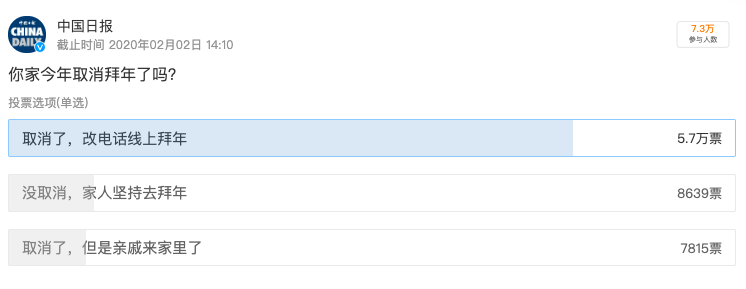 中国日报
CHINA
DAILY
中国日报
截止时间 2020年02月02日 14:10
7.3万
参与人数
你家今年取消拜年了吗?
投票选项(单选)
取消了，改电话线上拜年
5.7万票
没取消，家人坚持去拜年
8639票
取消了，但是亲戚来家里了
7815票